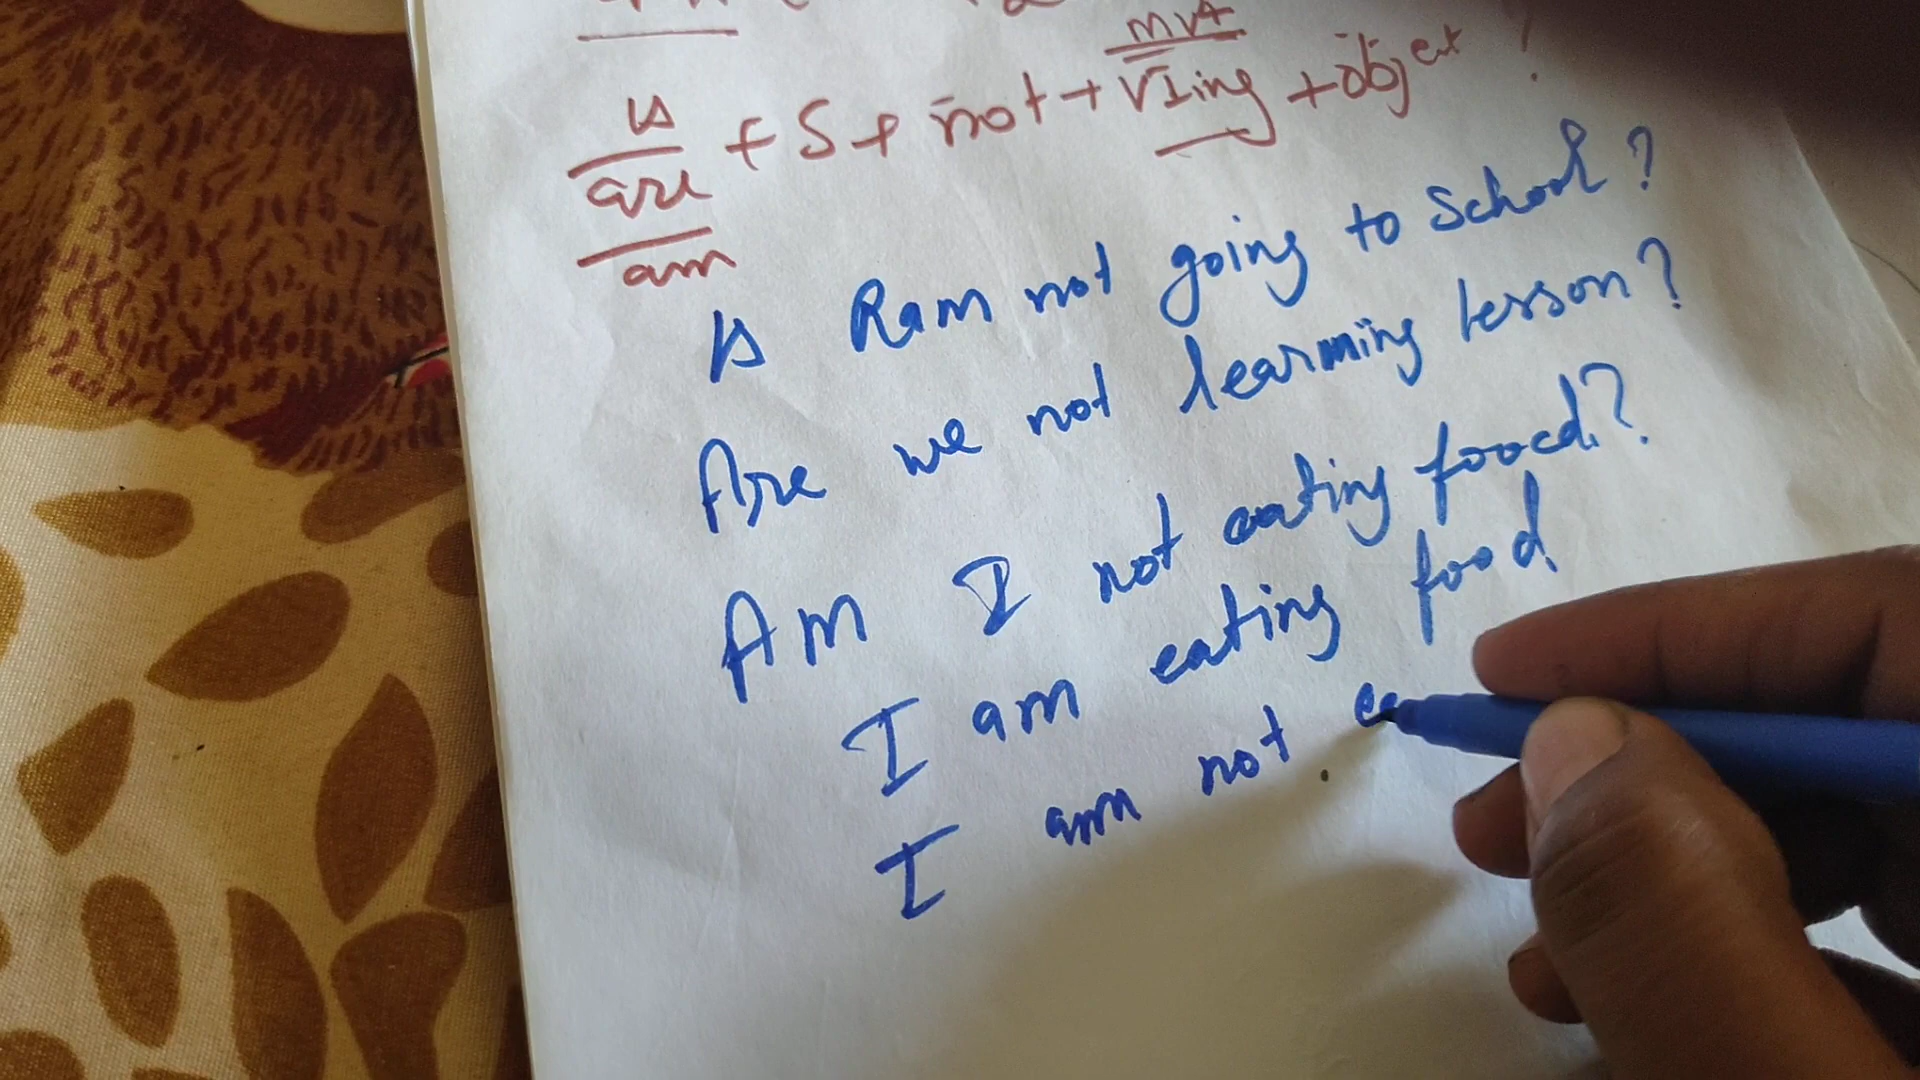 MVA
is + S + not + VIing + object ?
are
am
Is Ram not going to School?
Are we not learning lesson?
Am I not eating food.?
I am eating food.
I am not